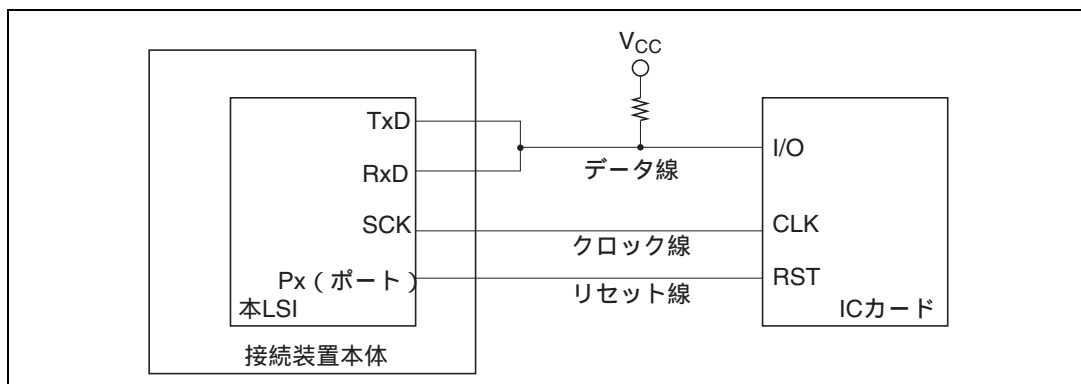 VCC
TxD
I/O
RxD
データ線
SCK
CLK
クロック線
Px(ポート)
RST
リセット線
本LSI
ICカード
接続装置本体